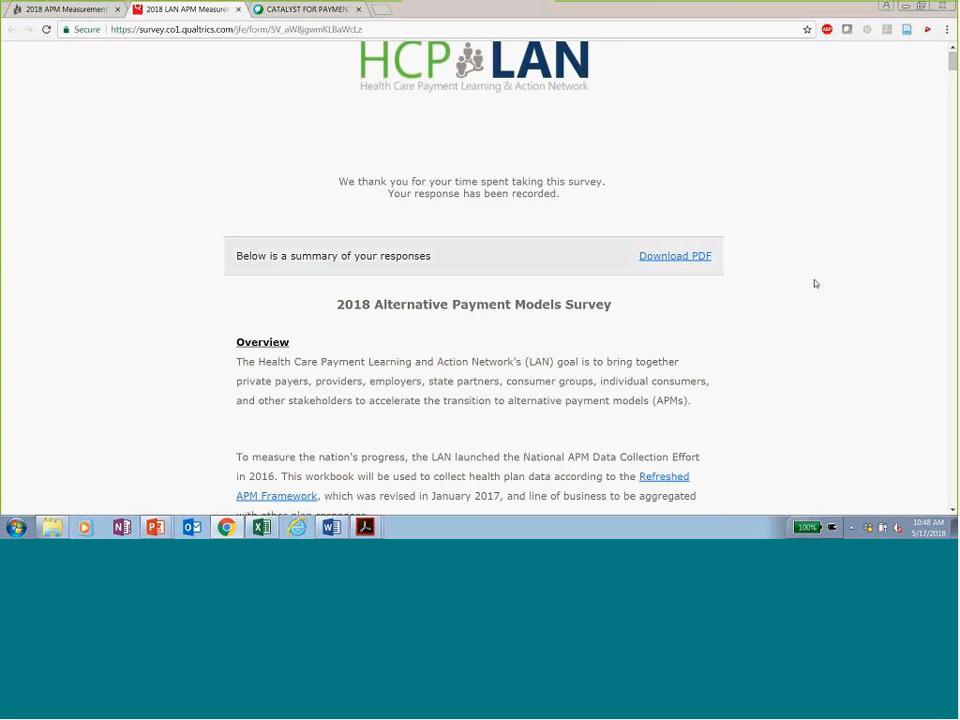 2018 APM Measurement
2018 LAN APM Measure
CATALYST FOR PAYMEN
Secure
https://survey.co1.qualtrics.com/jfe/form/SV_aW8jgwmKLBaWcLz
HCP LAN
Health Care Payment Learning & Action Network
We thank you for your time spent taking this survey.
Your response has been recorded.
Below is a summary of your responses
Download PDF
2018 Alternative Payment Models Survey
Overview
The Health Care Payment Learning and Action Network's (LAN) goal is to bring together
private payers, providers, employers, state partners, consumer groups, individual consumers,
and other stakeholders to accelerate the transition to alternative payment models (APMs).
To measure the nation's progress, the LAN launched the National APM Data Collection Effort
in 2016. This workbook will be used to collect health plan data according to the Refreshed
APM Framework, which was revised in January 2017, and line of business to be aggregated
with other plan responses.
100%
10:48 AM
5/17/2018